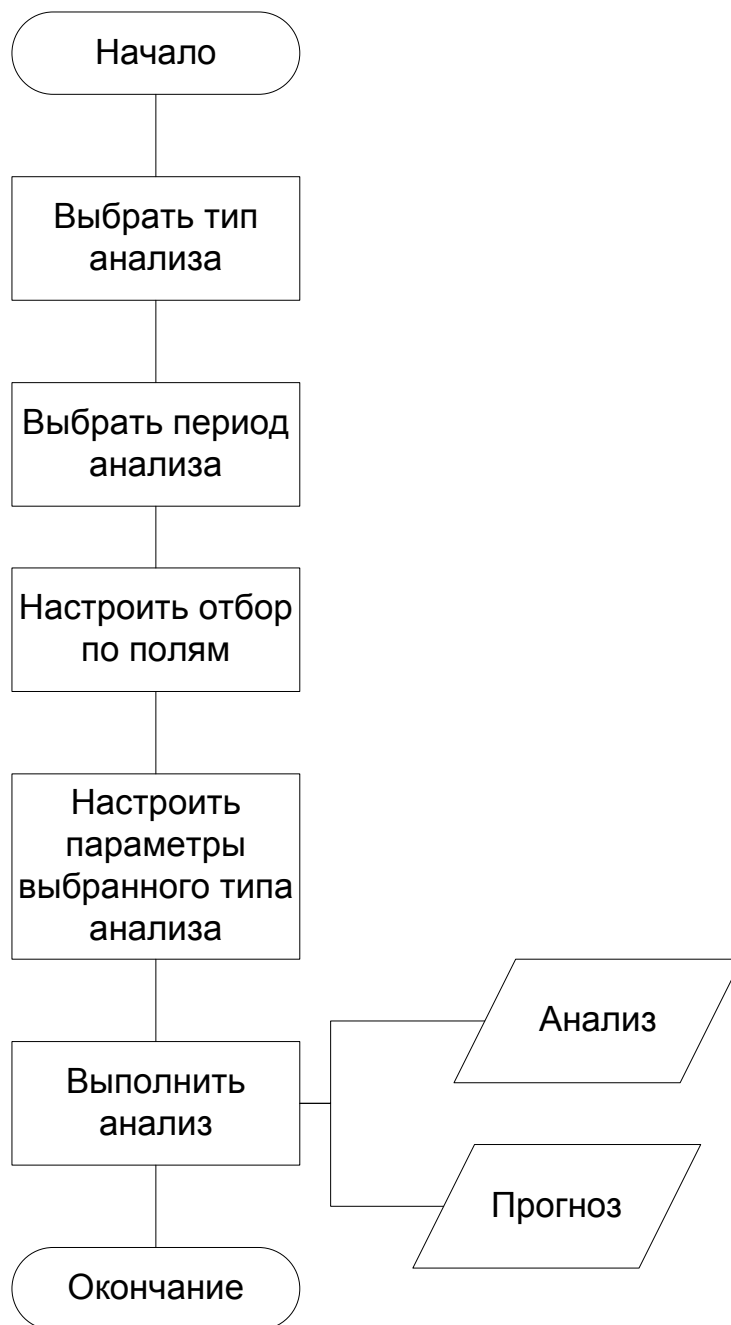 Начало
Выбрать тип
анализа
Выбрать период
анализа
Настроить отбор
по полям
Настроить
параметры
выбранного типа
анализа
Анализ
Выполнить
анализ
Прогноз
Окончание